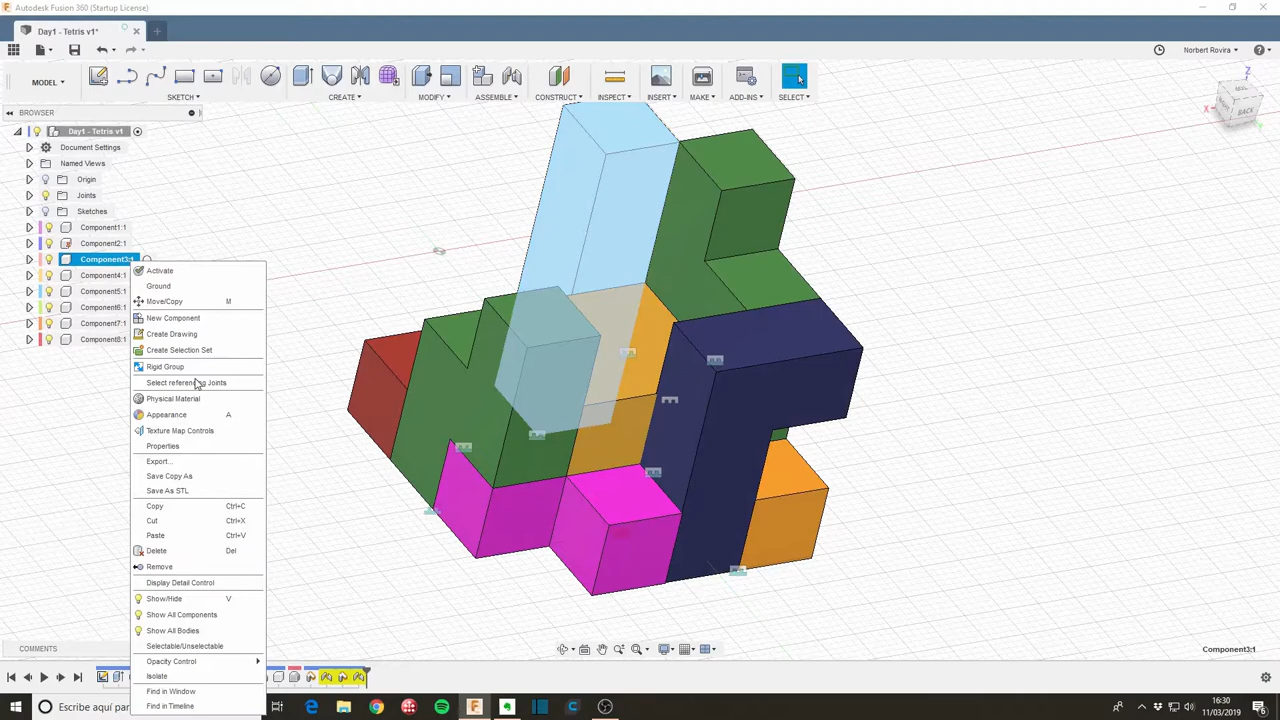 Autodesk Fusion 360 (Startup License)
Day1 - Tetris v1*
Norbert Rovira
MODEL
SKETCH
CREATE
MODIFY
ASSEMBLE
CONSTRUCT
INSPECT
INSERT
MAKE
ADD-INS
SELECT
BROWSER
Day1 - Tetris v1
Document Settings
Named Views
Origin
Joints
Sketches
Component1:1
Component2:1
Component3:1
Component4:1
Component5:1
Component6:1
Component7:1
Component8:1
Activate
Ground
Move/Copy M
New Component
Create Drawing
Create Selection Set
Rigid Group
Select referencing Joints
Physical Material
Appearance A
Texture Map Controls
Properties
Export...
Save Copy As
Save As STL
Copy Ctrl+C
Cut Ctrl+X
Paste Ctrl+V
Delete Del
Remove
Display Detail Control
Show/Hide V
Show All Components
Show All Bodies
Selectable/Unselectable
Opacity Control
Isolate
Find in Window
Find in Timeline
Z
X
BACK
COMMENTS
Component3:1
Escribe aquí par
16:30
11/03/2019
6